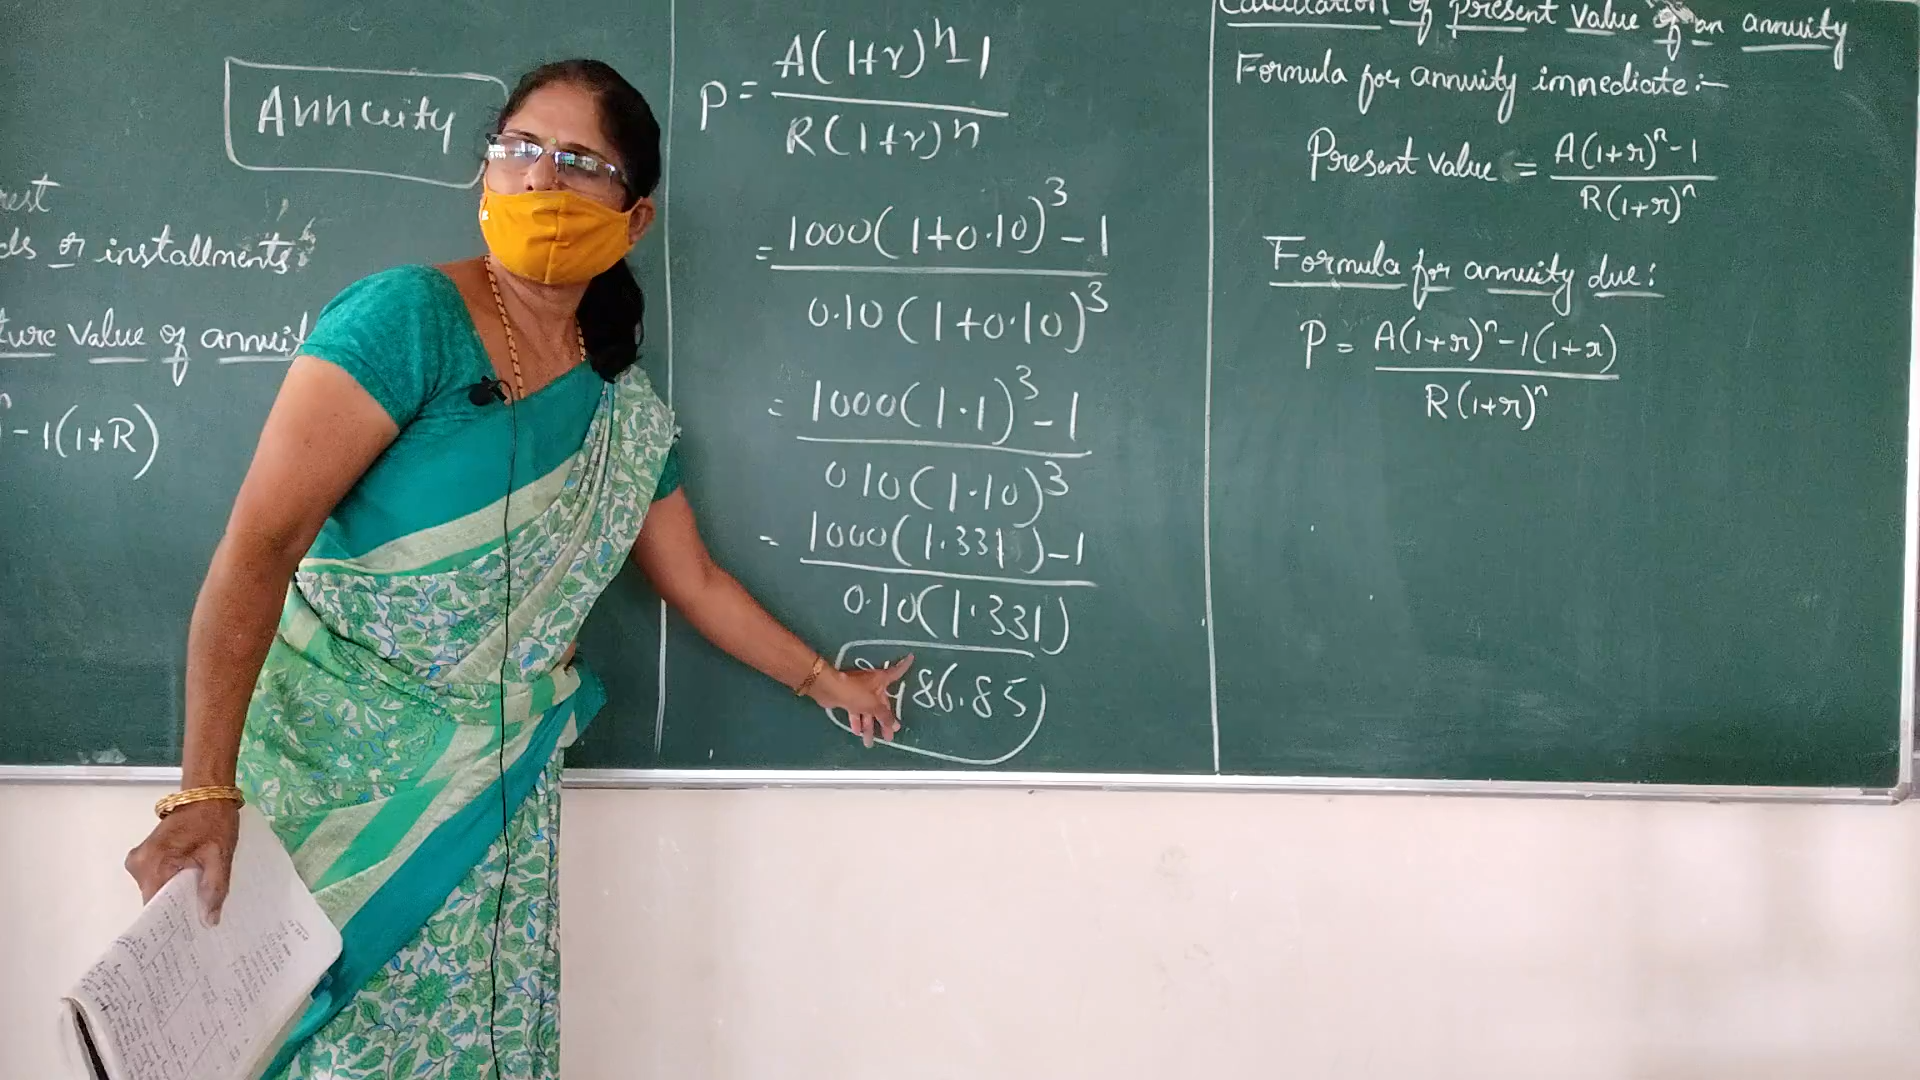 Annuity
rest
ds or installments
ture value of annuit
n - 1(1+R)
P = A(1+r)^n - 1
R(1+r)^n
= 1000(1+0.10)^3 - 1
0.10(1+0.10)^3
= 1000(1.1)^3 - 1
0.10(1.10)^3
= 1000(1.331) - 1
0.10(1.331)
486.85
Calculation of present value of an annuity
Formula for annuity immediate:-
Present value = A(1+r)^n - 1
R(1+r)^n
Formula for annuity due:
P = A(1+r)^n - 1(1+r)
R(1+r)^n